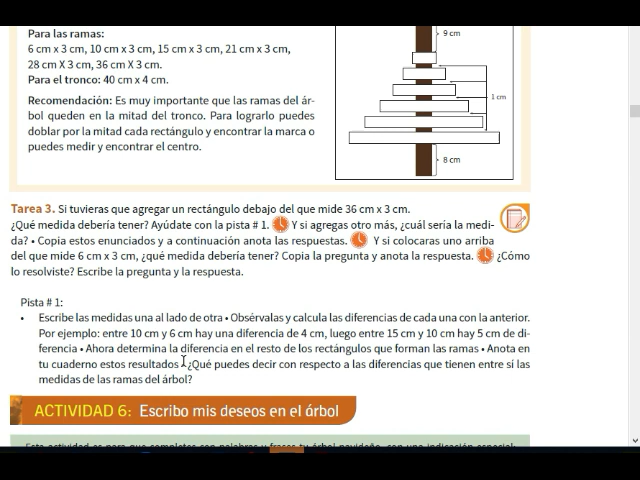 Para las ramas:
6 cm x 3 cm, 10 cm x 3 cm, 15 cm x 3 cm, 21 cm x 3 cm,
28 cm X 3 cm, 36 cm X 3 cm.
Para el tronco: 40 cm x 4 cm.
Recomendación: Es muy importante que las ramas del ár-
bol queden en la mitad del tronco. Para lograrlo puedes
doblar por la mitad cada rectángulo y encontrar la marca o
puedes medir y encontrar el centro.
9 cm
1 cm
8 cm
Tarea 3. Si tuvieras que agregar un rectángulo debajo del que mide 36 cm x 3 cm.
¿Qué medida debería tener? Ayúdate con la pista # 1. Y si agregas otro más, ¿cuál sería la medi-
da? • Copia estos enunciados y a continuación anota las respuestas. Y si colocaras uno arriba
del que mide 6 cm x 3 cm, ¿qué medida debería tener? Copia la pregunta y anota la respuesta. ¿Cómo
lo resolviste? Escribe la pregunta y la respuesta.
Pista # 1:
• Escribe las medidas una al lado de otra • Obsérvalas y calcula las diferencias de cada una con la anterior.
Por ejemplo: entre 10 cm y 6 cm hay una diferencia de 4 cm, luego entre 15 cm y 10 cm hay 5 cm de di-
ferencia • Ahora determina la diferencia en el resto de los rectángulos que forman las ramas • Anota en
tu cuaderno estos resultados ¿Qué puedes decir con respecto a las diferencias que tienen entre sí las
medidas de las ramas del árbol?
ACTIVIDAD 6: Escribo mis deseos en el árbol